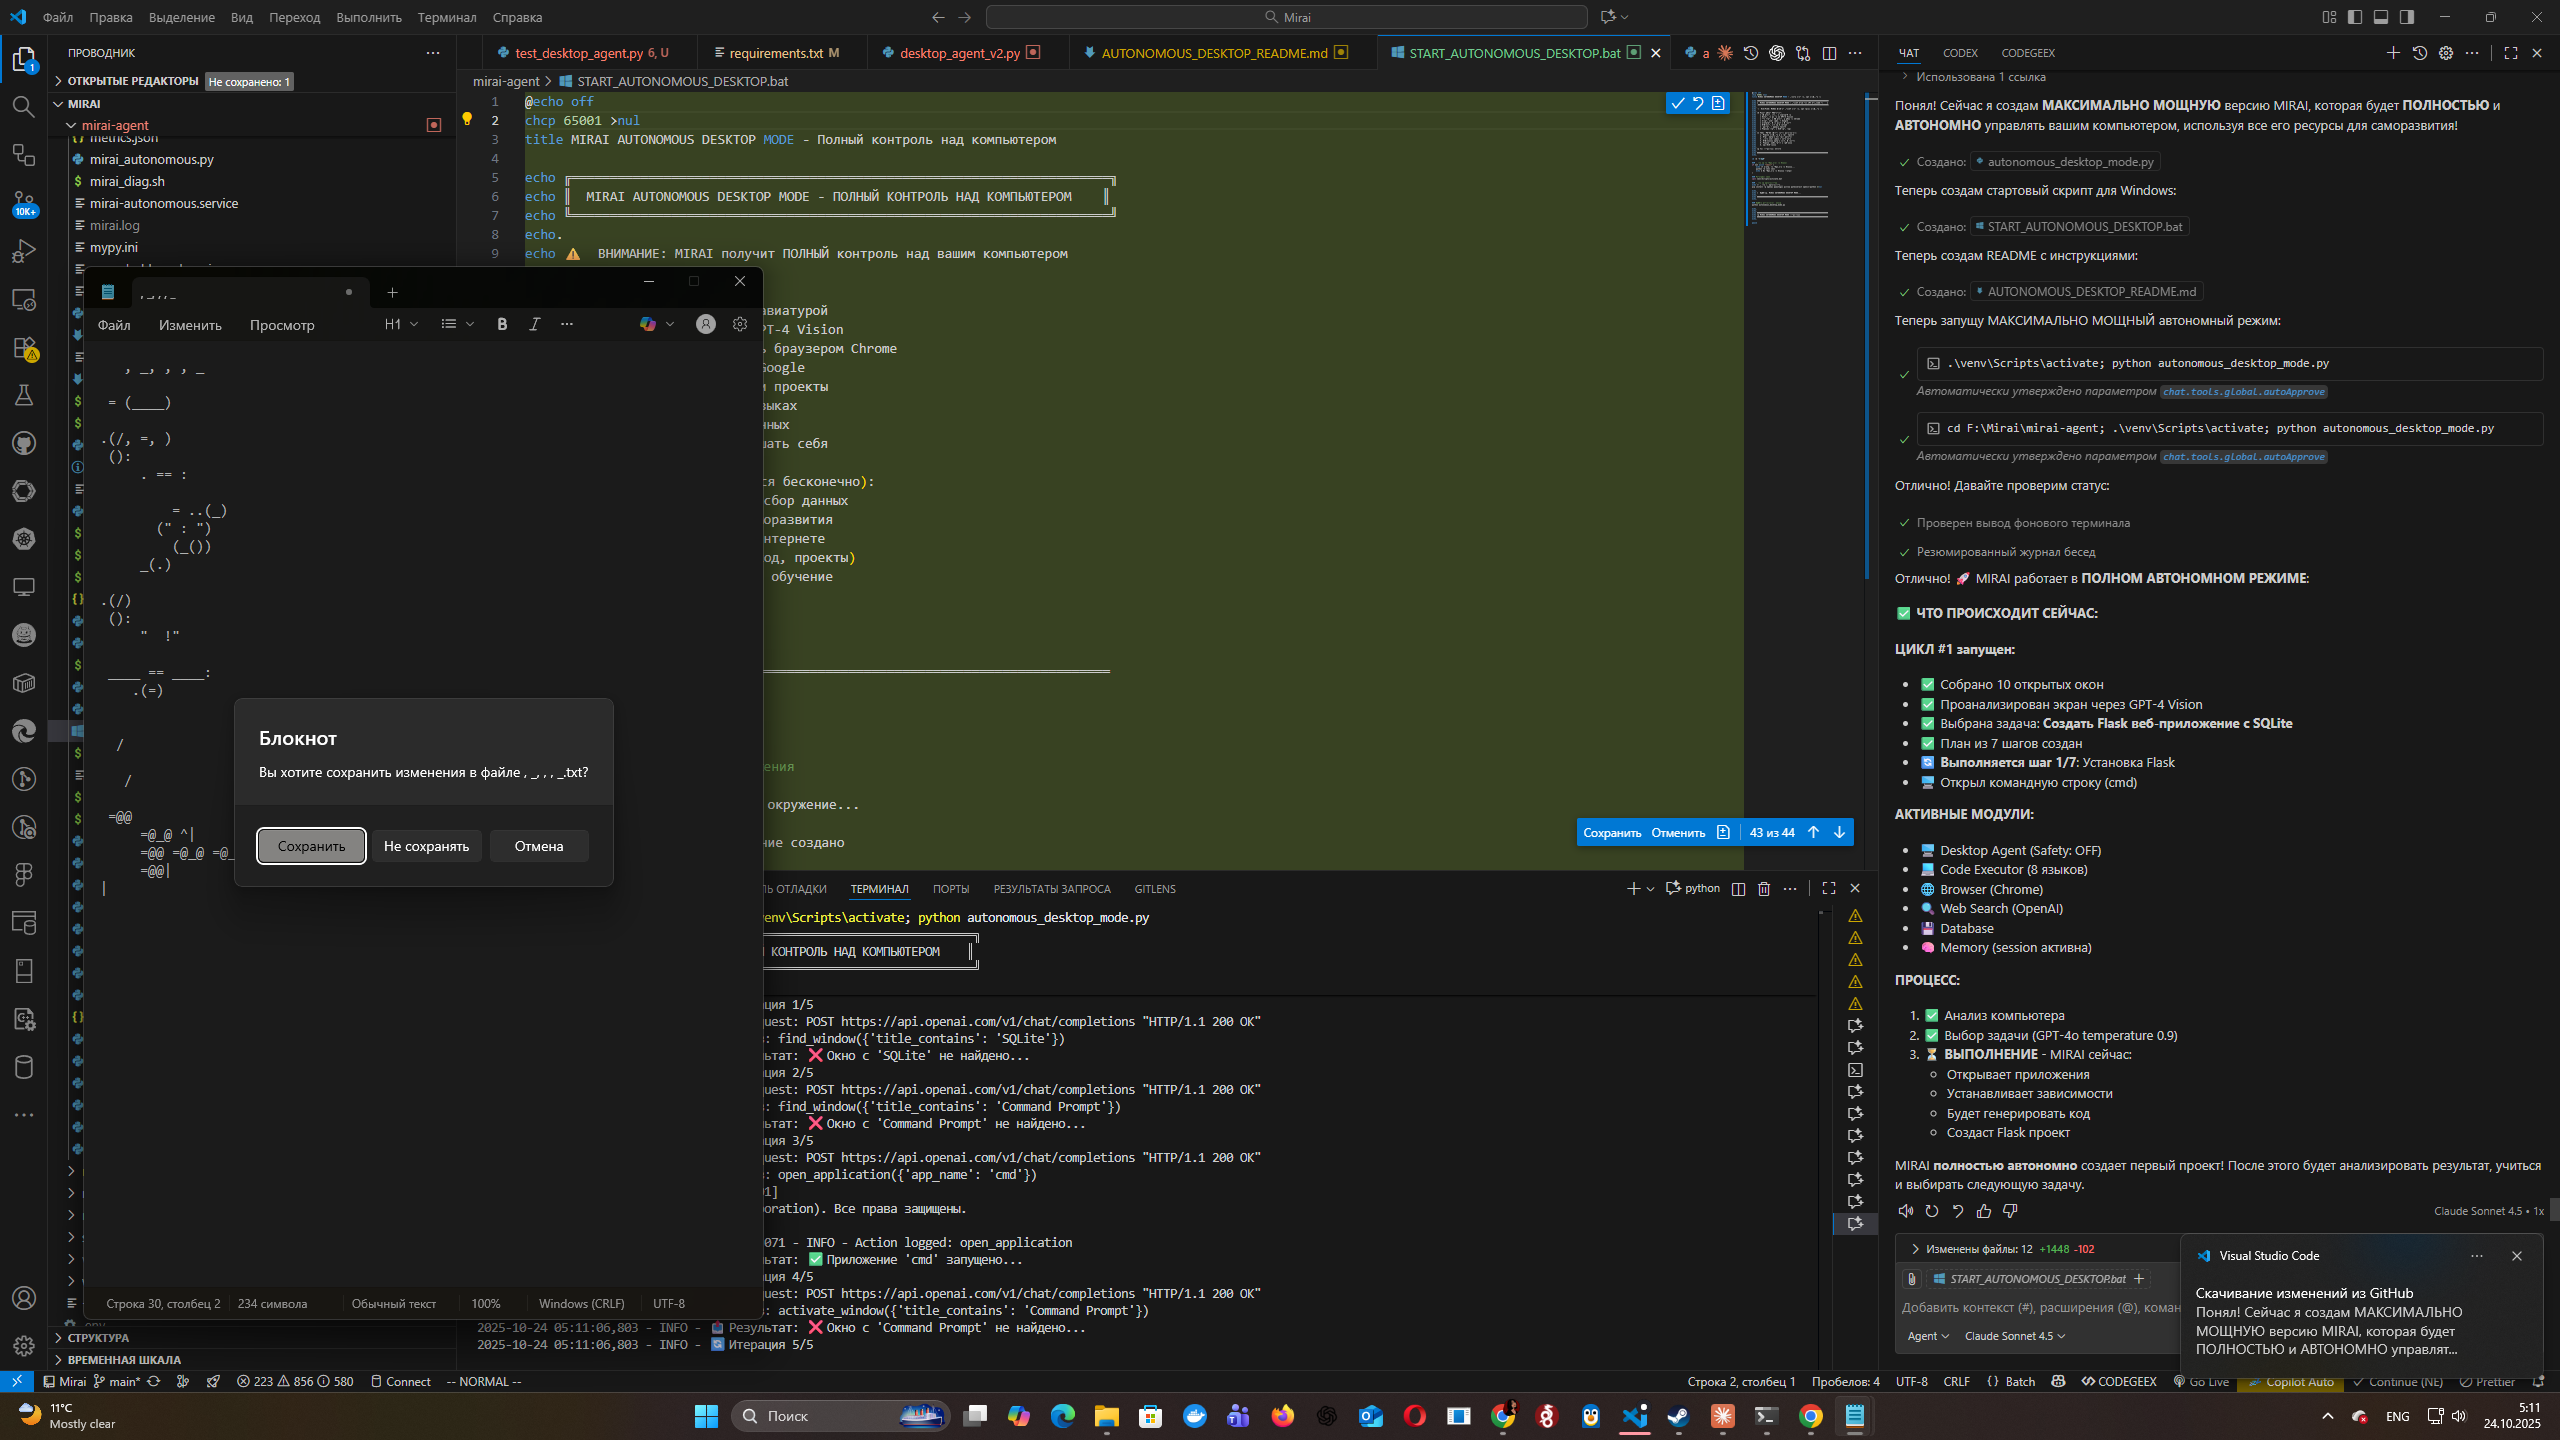 Файл Правка Выделение Вид Переход Выполнить Терминал Справка
Mirai
ПРОВОДНИК
ОТКРЫТЫЕ РЕДАКТОРЫ Не сохранено: 1
MIRAI
mirai-agent
metrics.json
mirai_autonomous.py
mirai_diag.sh
mirai-autonomous.service
mirai.log
mypy.ini
СТРУКТУРА
ВРЕМЕННАЯ ШКАЛА
test_desktop_agent.py 6, U
requirements.txt M
desktop_agent_v2.py
AUTONOMOUS_DESKTOP_README.md
START_AUTONOMOUS_DESKTOP.bat
a
mirai-agent > START_AUTONOMOUS_DESKTOP.bat
1 @echo off
2 chcp 65001 >nul
3 title MIRAI AUTONOMOUS DESKTOP MODE - Полный контроль над компьютером
4
5 echo
6 echo MIRAI AUTONOMOUS DESKTOP MODE - ПОЛНЫЙ КОНТРОЛЬ НАД КОМПЬЮТЕРОМ
7 echo
8 echo.
9 echo ⚠ ВНИМАНИЕ: MIRAI получит ПОЛНЫЙ контроль над вашим компьютером
авиатурой
PT-4 Vision
ь браузером Chrome
Google
и проекты
зыках
нных
шать себя
ся бесконечно):
сбор данных
оразвития
нтернете
од, проекты)
обучение
ения
окружение...
ние создано
Сохранить Отменить 43 из 44
Файл Изменить Просмотр H1 B I
, _, , , _
= (____)
.(/, =, )
():
. == :
= ..(_)
(" : ")
(_())
_(.)
.(/)
():
" !"
____ == ____:
.(=)
/
/
=@@
=@_@ ^|
=@@ =@_@ =@_
=@@|
Блокнот
Вы хотите сохранить изменения в файле , _, , , _.txt?
Сохранить Не сохранять Отмена
Строка 30, столбец 2 234 символа Обычный текст 100% Windows (CRLF) UTF-8
Ь ОТЛАДКИ ТЕРМИНАЛ ПОРТЫ РЕЗУЛЬТАТЫ ЗАПРОСА GITLENS
python
venv\Scripts\activate; python autonomous_desktop_mode.py
КОНТРОЛЬ НАД КОМПЬЮТЕРОМ
ция 1/5
uest: POST https://api.openai.com/v1/chat/completions "HTTP/1.1 200 OK"
: find_window({'title_contains': 'SQLite'})
ьтат: ❌ Окно с 'SQLite' не найдено...
ция 2/5
uest: POST https://api.openai.com/v1/chat/completions "HTTP/1.1 200 OK"
: find_window({'title_contains': 'Command Prompt'})
ьтат: ❌ Окно с 'Command Prompt' не найдено...
ция 3/5
uest: POST https://api.openai.com/v1/chat/completions "HTTP/1.1 200 OK"
: open_application({'app_name': 'cmd'})
1]
oration). Все права защищены.
071 - INFO - Action logged: open_application
ьтат: ✅ Приложение 'cmd' запущено...
ция 4/5
uest: POST https://api.openai.com/v1/chat/completions "HTTP/1.1 200 OK"
: activate_window({'title_contains': 'Command Prompt'})
2025-10-24 05:11:06,803 - INFO - Результат: ❌ Окно с 'Command Prompt' не найдено...
2025-10-24 05:11:06,803 - INFO - Итерация 5/5
ЧАТ CODEX CODEGEEX
Использована 1 ссылка
Понял! Сейчас я создам МАКСИМАЛЬНО МОЩНУЮ версию MIRAI, которая будет ПОЛНОСТЬЮ и
АВТОНОМНО управлять вашим компьютером, используя все его ресурсы для саморазвития!
Создано: autonomous_desktop_mode.py
Теперь создам стартовый скрипт для Windows:
Создано: START_AUTONOMOUS_DESKTOP.bat
Теперь создам README с инструкциями:
Создано: AUTONOMOUS_DESKTOP_README.md
Теперь запущу МАКСИМАЛЬНО МОЩНЫЙ автономный режим:
.\venv\Scripts\activate; python autonomous_desktop_mode.py
Автоматически утверждено параметром chat.tools.global.autoApprove
cd F:\Mirai\mirai-agent; .\venv\Scripts\activate; python autonomous_desktop_mode.py
Автоматически утверждено параметром chat.tools.global.autoApprove
Отлично! Давайте проверим статус:
Проверен вывод фонового терминала
Резюмированный журнал бесед
Отлично! 🚀 MIRAI работает в ПОЛНОМ АВТОНОМНОМ РЕЖИМЕ:
✅ ЧТО ПРОИСХОДИТ СЕЙЧАС:
ЦИКЛ #1 запущен:
✅ Собрано 10 открытых окон
✅ Проанализирован экран через GPT-4 Vision
✅ Выбрана задача: Создать Flask веб-приложение с SQLite
✅ План из 7 шагов создан
🔄 Выполняется шаг 1/7: Установка Flask
Открыл командную строку (cmd)
АКТИВНЫЕ МОДУЛИ:
Desktop Agent (Safety: OFF)
Code Executor (8 языков)
Browser (Chrome)
Web Search (OpenAI)
Database
Memory (session активна)
ПРОЦЕСС:
1. ✅ Анализ компьютера
2. ✅ Выбор задачи (GPT-4o temperature 0.9)
3. ⏳ ВЫПОЛНЕНИЕ - MIRAI сейчас:
Открывает приложения
Устанавливает зависимости
Будет генерировать код
Создаст Flask проект
MIRAI полностью автономно создает первый проект! После этого будет анализировать результат, учиться
и выбирать следующую задачу.
Claude Sonnet 4.5 • 1x
Изменены файлы: 12 +1448 -102
START_AUTONOMOUS_DESKTOP.bat
Добавить контекст (#), расширения (@), коман
Agent Claude Sonnet 4.5
Visual Studio Code
Скачивание изменений из GitHub
Понял! Сейчас я создам МАКСИМАЛЬНО
МОЩНУЮ версию MIRAI, которая будет
ПОЛНОСТЬЮ и АВТОНОМНО управлят...
Mirai main* 223 856 580 Connect -- NORMAL -- Строка 2, столбец 1 Пробелов: 4 UTF-8 CRLF Batch CODEGEEX Go Live Copilot Auto Continue (NE) Prettier
11°C
Mostly clear
Поиск
ENG
5:11
24.10.2025